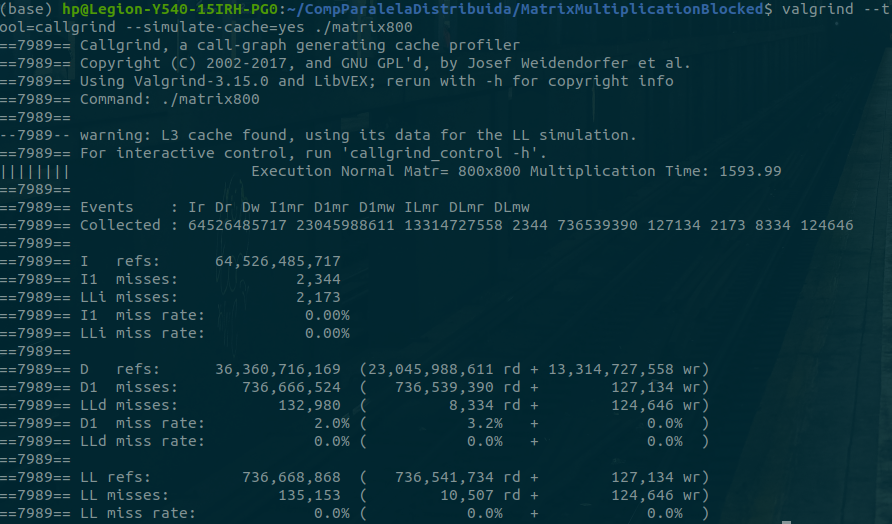 (base) hp@Legion-Y540-15IRH-PG0:~/CompParalelaDistribuida/MatrixMultiplicationBlocked$ valgrind --t
ool=callgrind --simulate-cache=yes ./matrix800
==7989== Callgrind, a call-graph generating cache profiler
==7989== Copyright (C) 2002-2017, and GNU GPL'd, by Josef Weidendorfer et al.
==7989== Using Valgrind-3.15.0 and LibVEX; rerun with -h for copyright info
==7989== Command: ./matrix800
==7989==
--7989-- warning: L3 cache found, using its data for the LL simulation.
==7989== For interactive control, run 'callgrind_control -h'.
||||||||                     Execution Normal Matr= 800x800 Multiplication Time: 1593.99
==7989==
==7989== Events    : Ir Dr Dw I1mr D1mr D1mw ILmr DLmr DLmw
==7989== Collected : 64526485717 23045988611 13314727558 2344 736539390 127134 2173 8334 124646
==7989==
==7989== I   refs:      64,526,485,717
==7989== I1  misses:             2,344
==7989== LLi misses:             2,173
==7989== I1  miss rate:           0.00%
==7989== LLi miss rate:           0.00%
==7989==
==7989== D   refs:      36,360,716,169  (23,045,988,611 rd + 13,314,727,558 wr)
==7989== D1  misses:       736,666,524  (   736,539,390 rd +        127,134 wr)
==7989== LLd misses:           132,980  (         8,334 rd +        124,646 wr)
==7989== D1  miss rate:            2.0% (           3.2%   +            0.0%  )
==7989== LLd miss rate:            0.0% (           0.0%   +            0.0%  )
==7989==
==7989== LL refs:          736,668,868  (   736,541,734 rd +        127,134 wr)
==7989== LL misses:            135,153  (        10,507 rd +        124,646 wr)
==7989== LL miss rate:             0.0% (           0.0%   +            0.0%  )